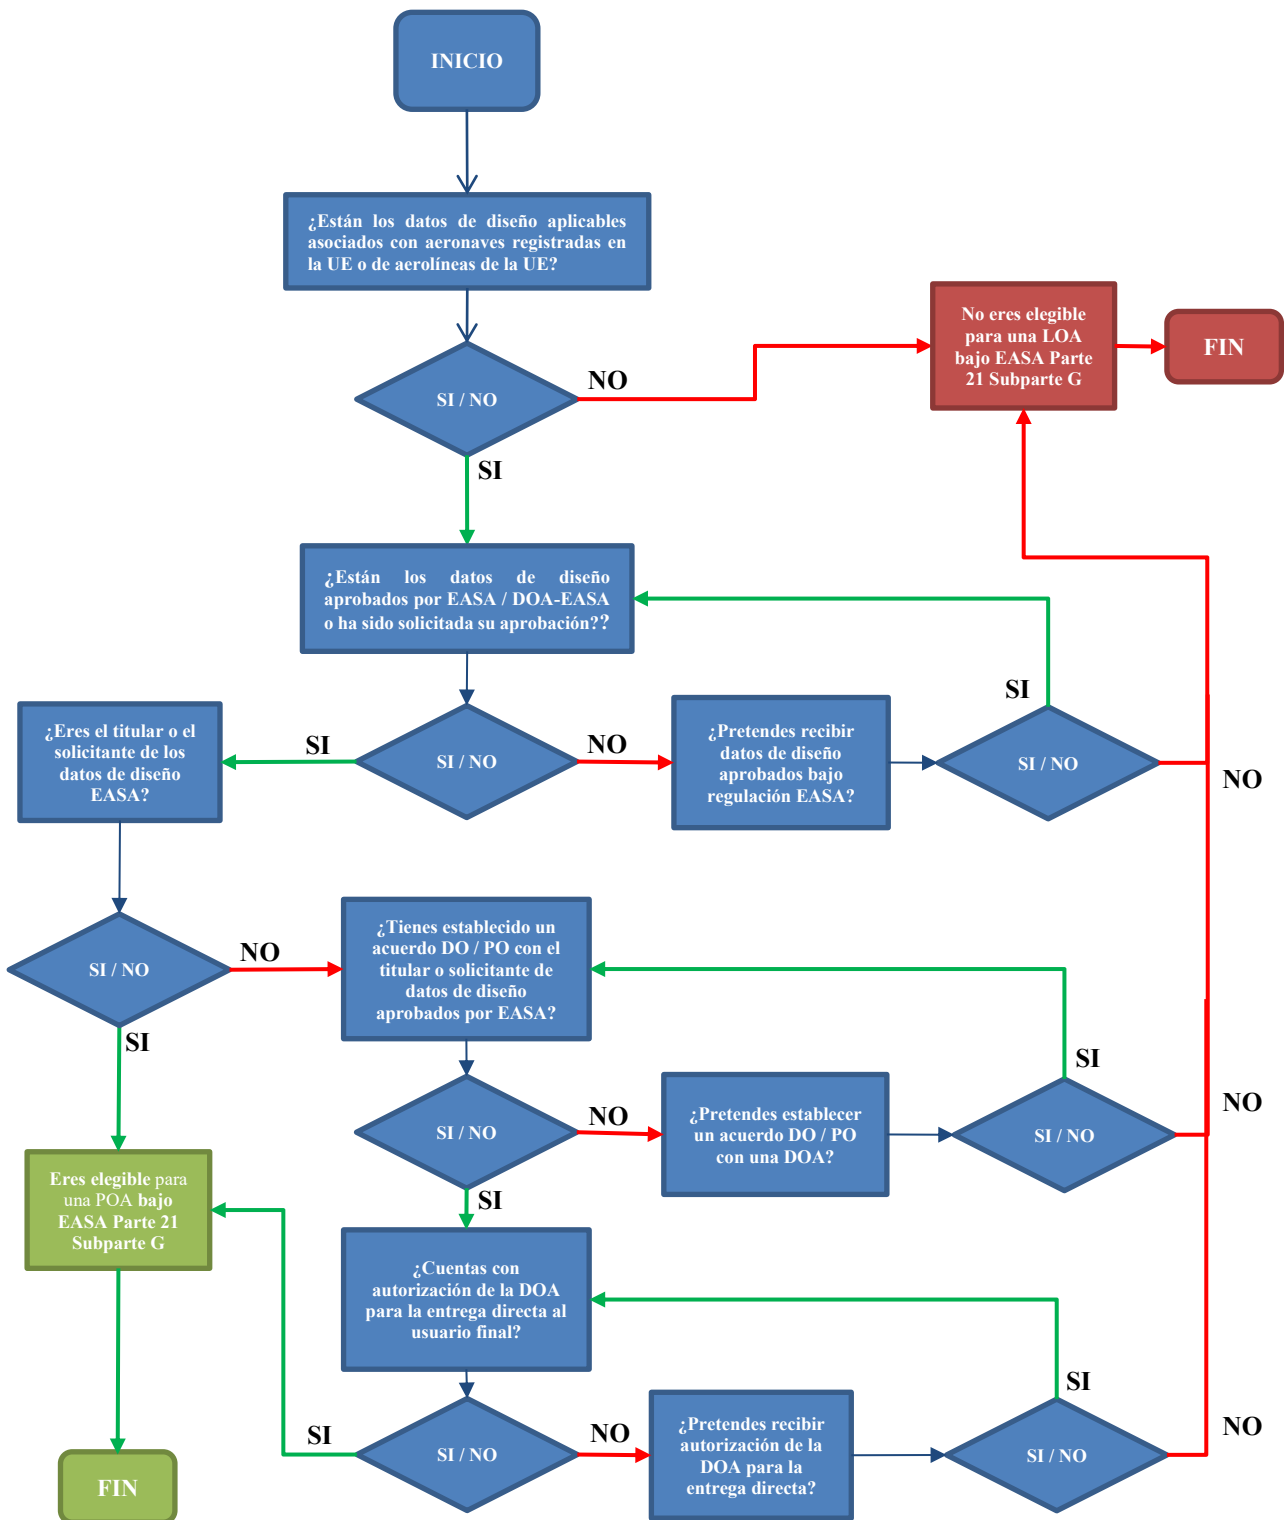 INICIO
¿Están los datos de diseño aplicables
asociados con aeronaves registradas en
la UE o de aerolíneas de la UE?
No eres elegible
para una LOA
bajo EASA Parte
21 Subparte G
FIN
SI / NO
NO
SI
¿Están los datos de diseño
aprobados por EASA / DOA-EASA
o ha sido solicitada su aprobación??
SI
¿Eres el titular o el
solicitante de los
datos de diseño
EASA?
SI
SI / NO
NO
¿Pretendes recibir
datos de diseño
aprobados bajo
regulación EASA?
SI / NO
NO
¿Tienes establecido un
acuerdo DO / PO con el
titular o solicitante de
datos de diseño
aprobados por EASA?
SI / NO
NO
SI
SI
SI / NO
NO
¿Pretendes establecer
un acuerdo DO / PO
con una DOA?
SI / NO
NO
Eres elegible para
una POA bajo
EASA Parte 21
Subparte G
SI
¿Cuentas con
autorización de la DOA
para la entrega directa al
usuario final?
SI
SI
SI / NO
NO
¿Pretendes recibir
autorización de la
DOA para la
entrega directa?
SI / NO
NO
FIN